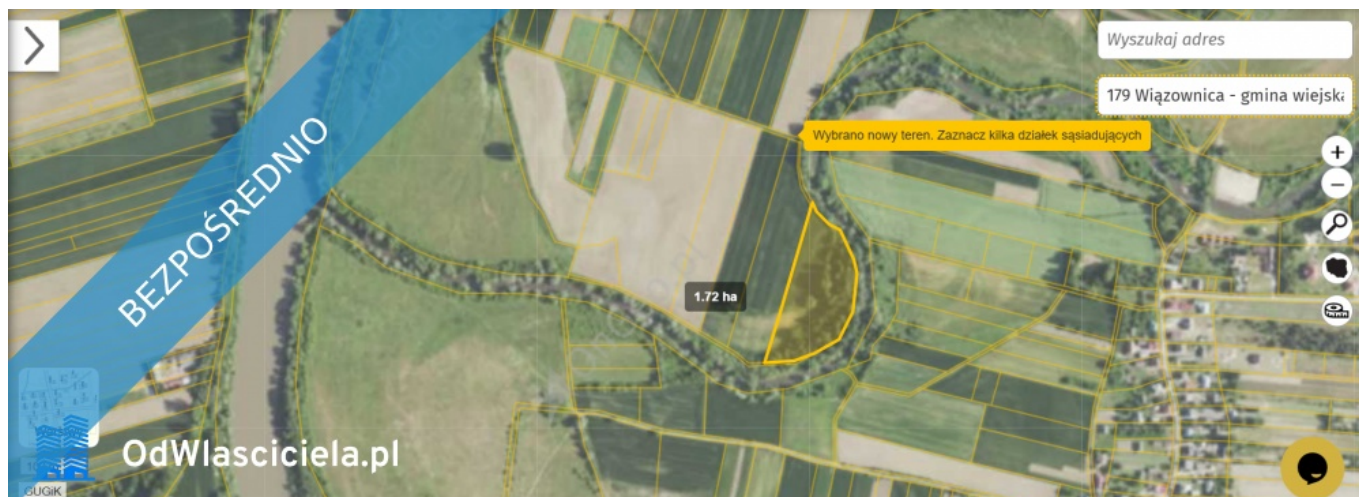 Wyszukaj adres
179 Wiązownica - gmina wiejska
Wybrano nowy teren. Zaznacz kilka działek sąsiadujących
BEZPOŚREDNIO
1.72 ha
OdWlasciciela.pl
GUGiK